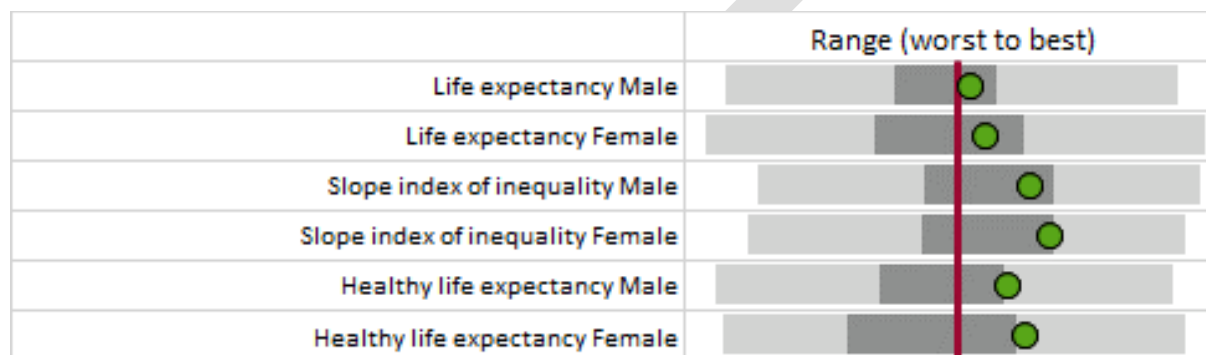 Range (worst to best)
Life expectancy Male
Life expectancy Female
Slope index of inequality Male
Slope index of inequality Female
Healthy life expectancy Male
Healthy life expectancy Female